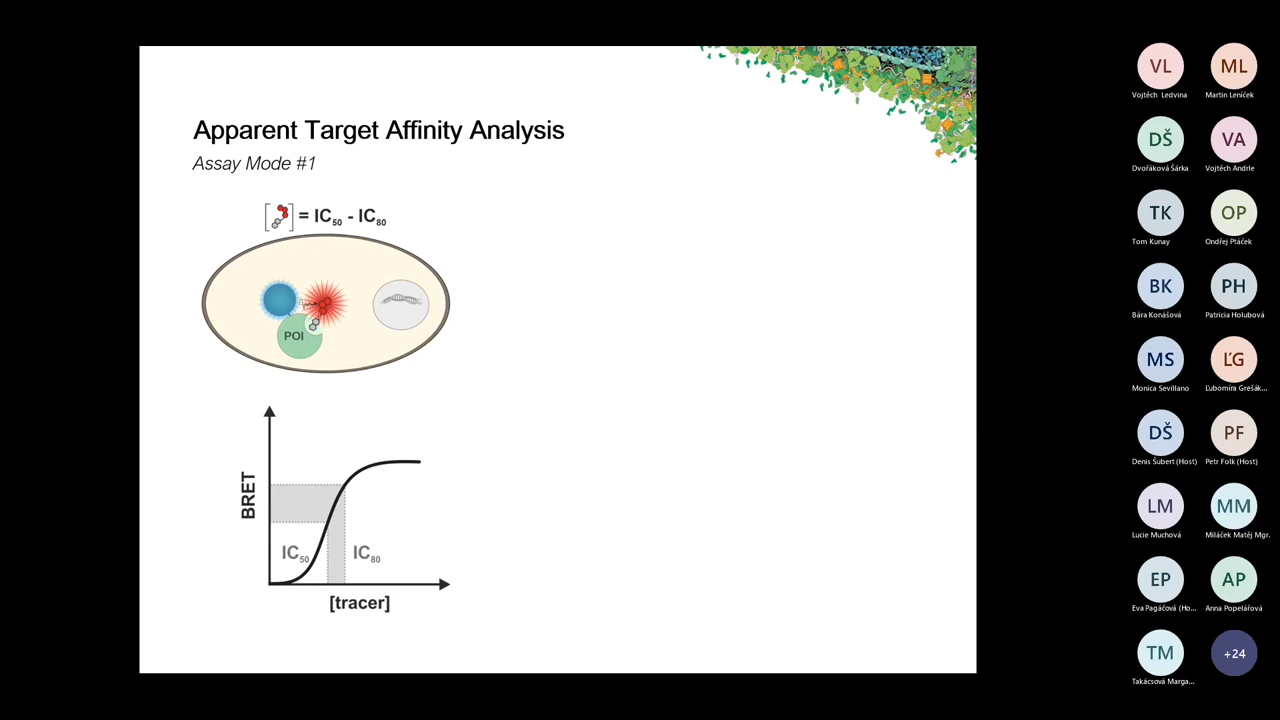 Apparent Target Affinity Analysis
Assay Mode #1
[ ] = IC50 - IC80
POI
BRET
IC50
IC80
[tracer]
VL
Vojtěch Ledvina
ML
Martin Leníček
DŠ
Dvořáková Šárka
VA
Vojtěch Andrle
TK
Tom Kunay
OP
Ondřej Ptáček
BK
Bára Konášová
PH
Patricia Holubová
MS
Monica Sevillano
ĽG
Ľubomíra Grešák...
DŠ
Denis Šubert (Host)
PF
Petr Folk (Host)
LM
Lucie Muchová
MM
Miláček Matěj Mgr.
EP
Eva Pagáčová (Ho...
AP
Anna Popelářová
TM
Takácsová Marga...
+24